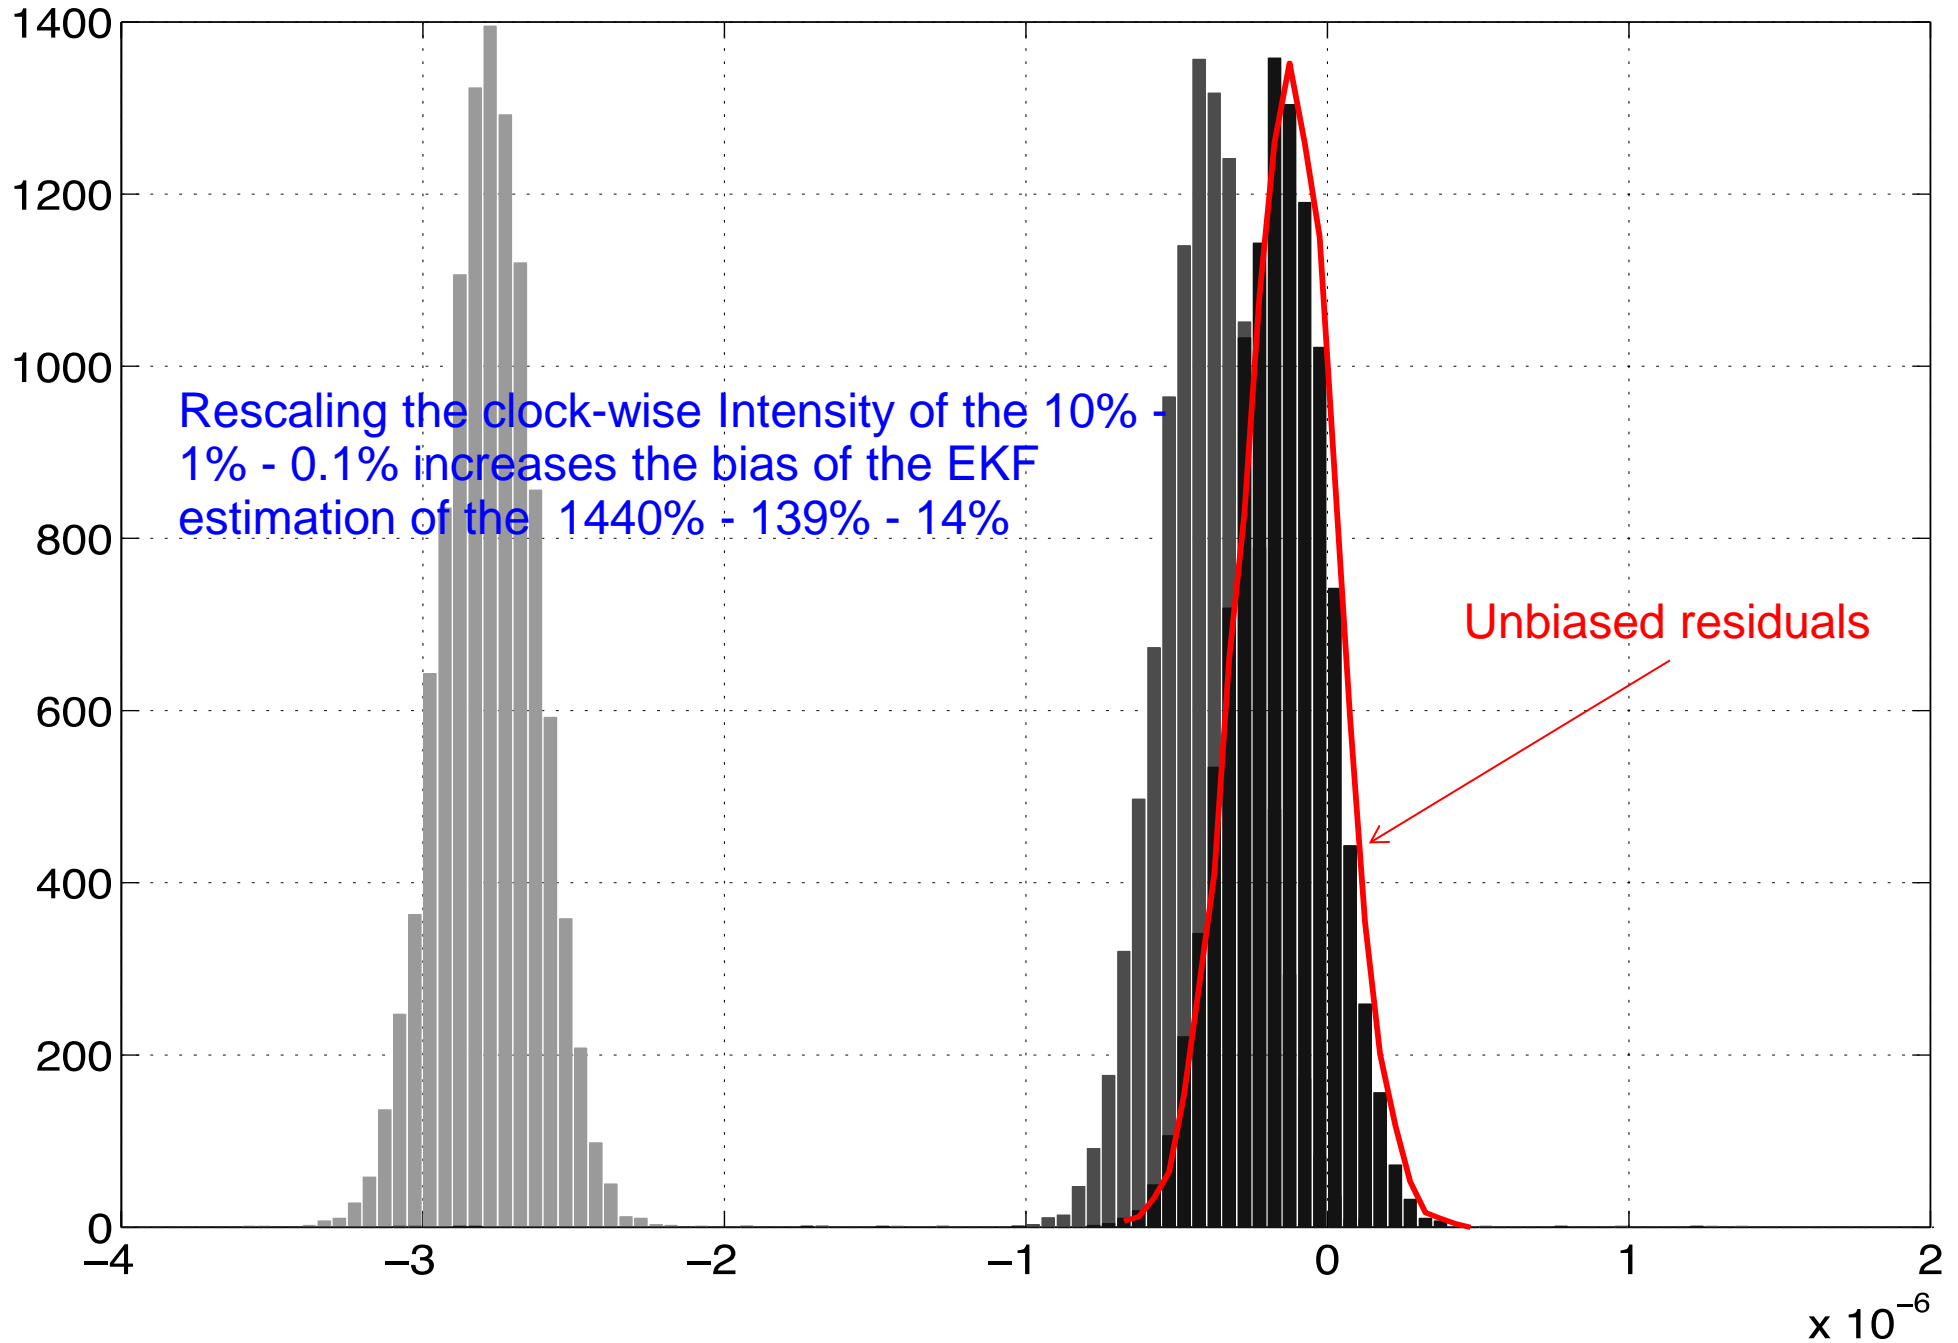 1400
1200
1000
Rescaling the clock-wise Intensity of the 10% -
1% - 0.1% increases the bias of the EKF
estimation of the  1440% - 139% - 14%
800
Unbiased residuals
600
400
200
0
−4 −3 −2 −1 0 1 2
x 10−6